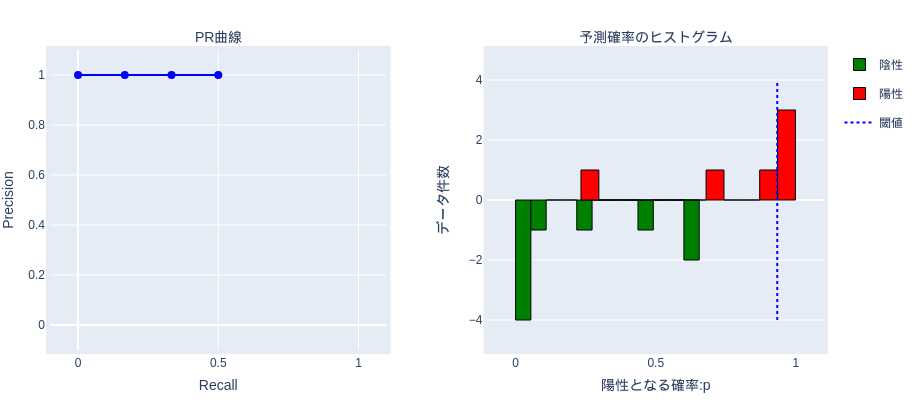 PR曲線
1
0.8
0.6
0.4
0.2
0
Precision
0
0.5
1
Recall
予測確率のヒストグラム
4
2
0
−2
−4
データ件数
0
0.5
1
陽性となる確率:p
陰性
陽性
閾値